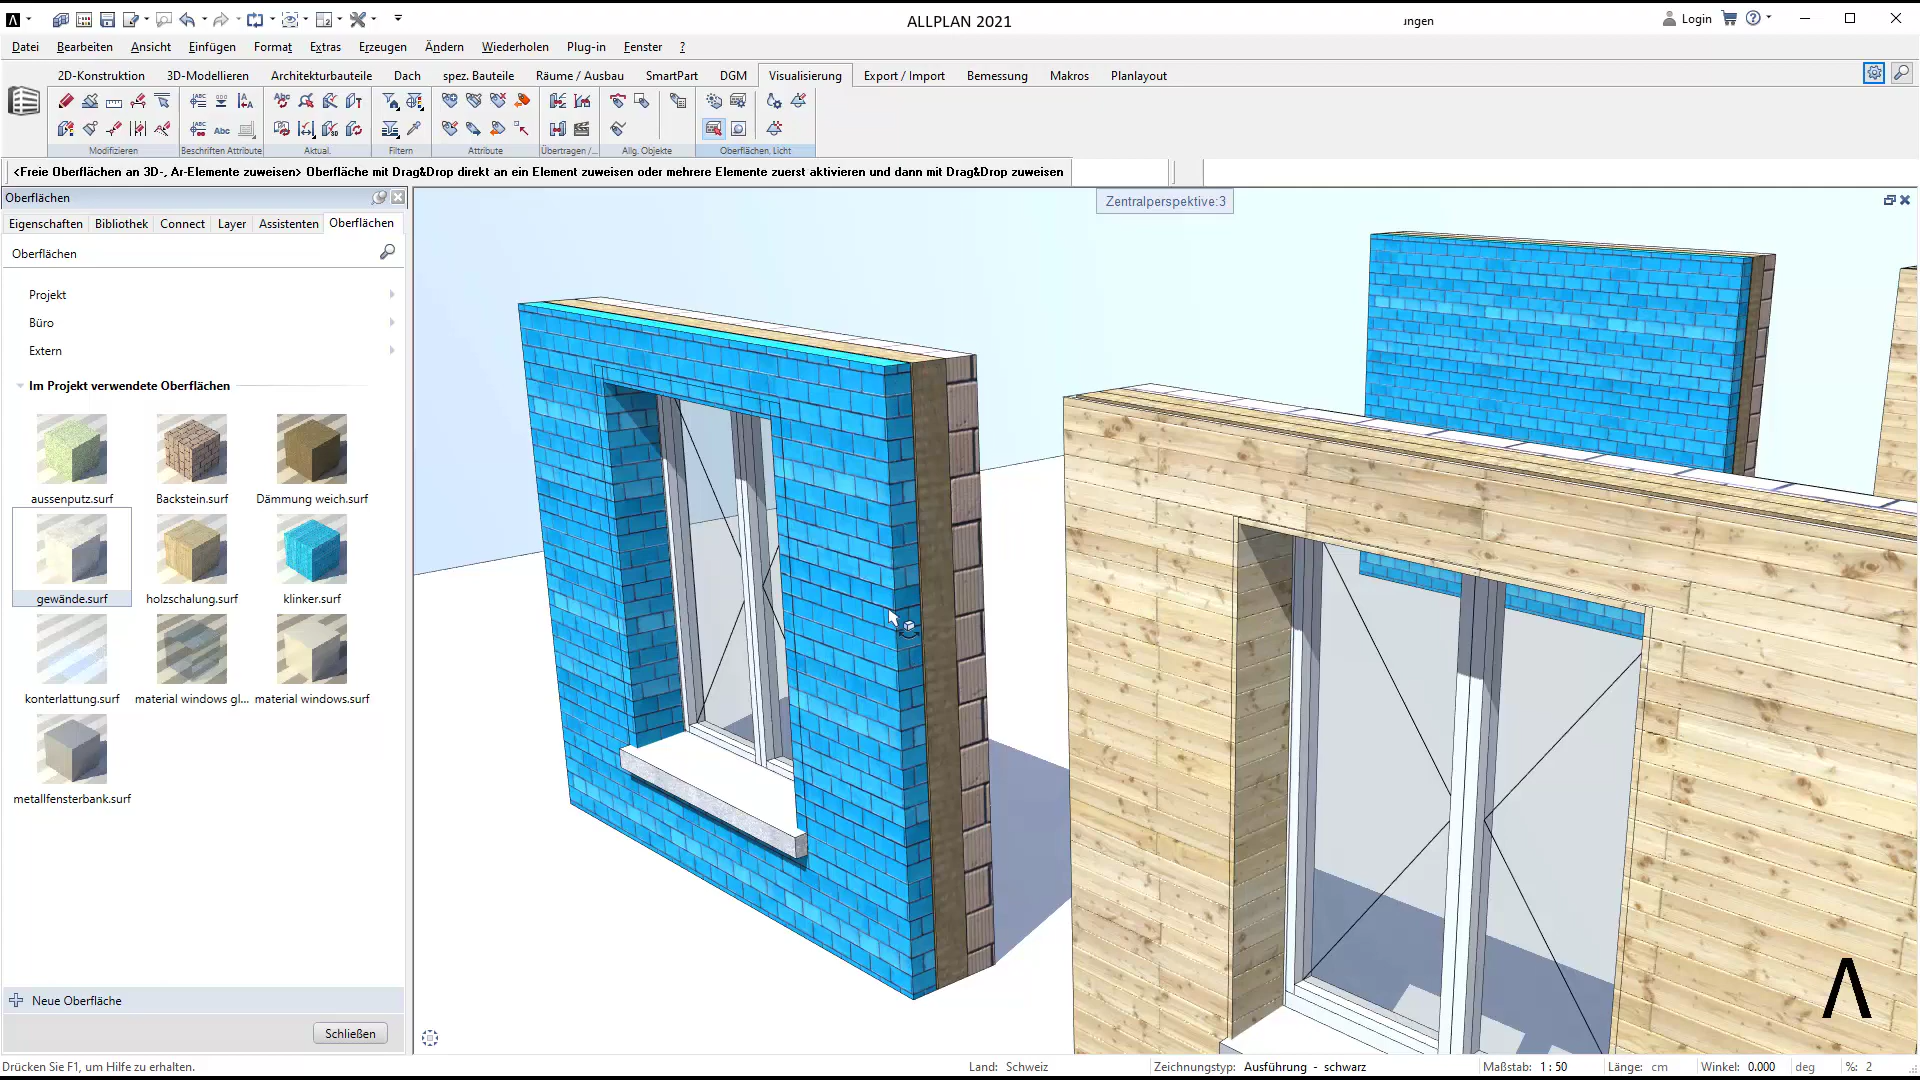 ALLPLAN 2021
ungen
Login
Datei Bearbeiten Ansicht Einfügen Format Extras Erzeugen Ändern Wiederholen Plug-in Fenster ?
2D-Konstruktion 3D-Modellieren Architekturbauteile Dach spez. Bauteile Räume / Ausbau SmartPart DGM Visualisierung Export / Import Bemessung Makros Planlayout
Modifizieren Beschriften Attribute Aktual. Filtern Attribute Übertragen /... Allg. Objekte Oberflächen, Licht
<Freie Oberflächen an 3D-, Ar-Elemente zuweisen> Oberfläche mit Drag&Drop direkt an ein Element zuweisen oder mehrere Elemente zuerst aktivieren und dann mit Drag&Drop zuweisen
Oberflächen
Zentralperspektive:3
Eigenschaften Bibliothek Connect Layer Assistenten Oberflächen
Oberflächen
Projekt
Büro
Extern
Im Projekt verwendete Oberflächen
aussenputz.surf Backstein.surf Dämmung weich.surf
gewände.surf holzschalung.surf klinker.surf
konterlattung.surf material windows gl... material windows.surf
metallfensterbank.surf
Neue Oberfläche
Schließen
Drücken Sie F1, um Hilfe zu erhalten.
Land: Schweiz Zeichnungstyp: Ausführung - schwarz Maßstab: 1 : 50 Länge: cm Winkel: 0.000 deg %: 2